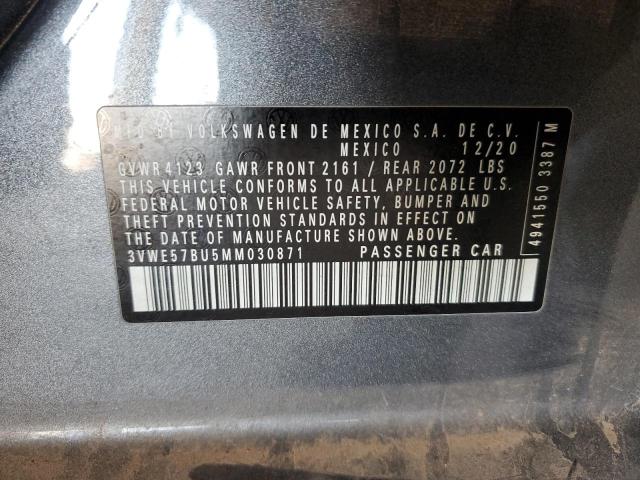 MFD BY VOLKSWAGEN DE MEXICO S.A. DE C.V.
MEXICO 12/20
GVWR 4123 GAWR FRONT 2161 / REAR 2072 LBS
THIS VEHICLE CONFORMS TO ALL APPLICABLE U.S.
FEDERAL MOTOR VEHICLE SAFETY, BUMPER AND
THEFT PREVENTION STANDARDS IN EFFECT ON
THE DATE OF MANUFACTURE SHOWN ABOVE.
3VWE57BU5MM030871 PASSENGER CAR
4941550 3387 M